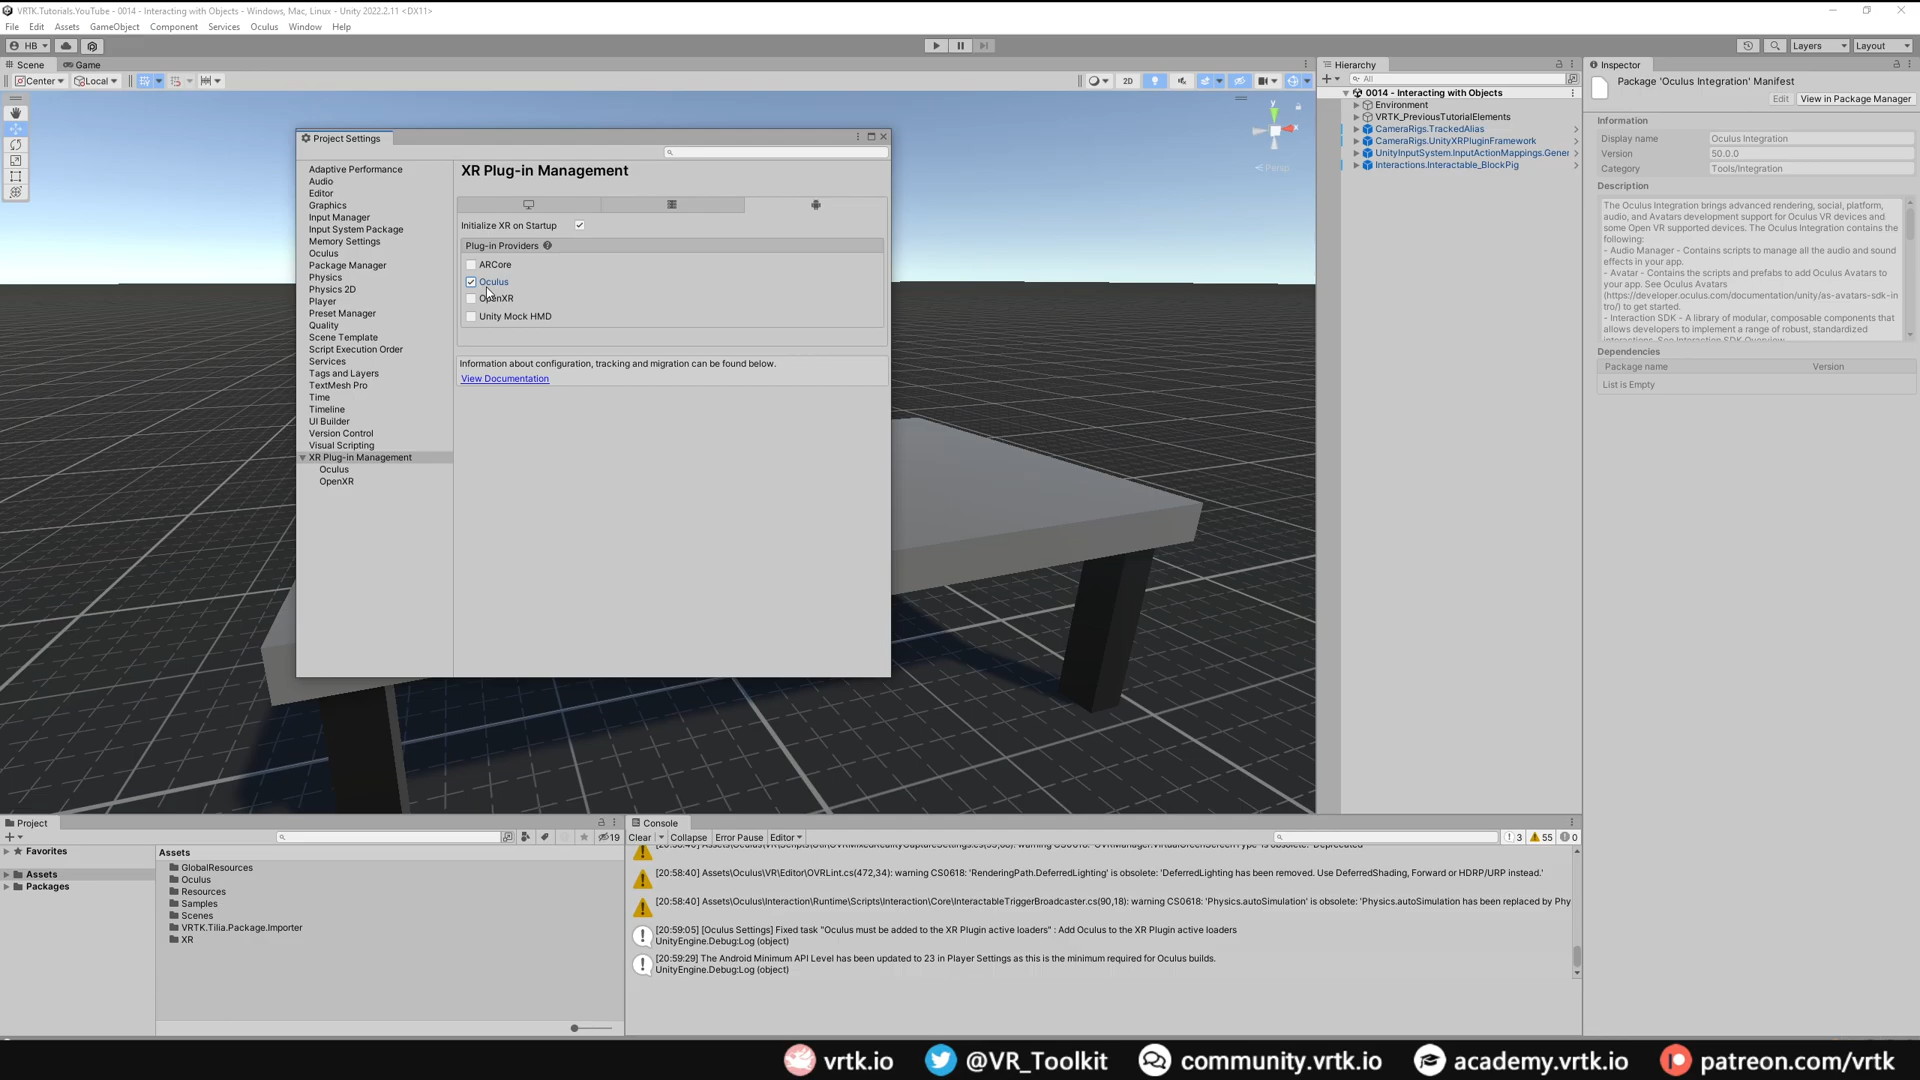 VRTK.Tutorials.YouTube - 0014 - Interacting with Objects - Windows, Mac, Linux - Unity 2022.2.11 <DX11>
File Edit Assets GameObject Component Services Oculus Window Help
HB Layers Layout
Scene Game
Center Local 2D
y x
Persp
Project Settings
Adaptive Performance
Audio
Editor
Graphics
Input Manager
Input System Package
Memory Settings
Oculus
Package Manager
Physics
Physics 2D
Player
Preset Manager
Quality
Scene Template
Script Execution Order
Services
Tags and Layers
TextMesh Pro
Time
Timeline
UI Builder
Version Control
Visual Scripting
XR Plug-in Management
Oculus
OpenXR
XR Plug-in Management
Initialize XR on Startup
Plug-in Providers
ARCore
Oculus
OpenXR
Unity Mock HMD
Information about configuration, tracking and migration can be found below.
View Documentation
Hierarchy
All
0014 - Interacting with Objects
Environment
VRTK_PreviousTutorialElements
CameraRigs.TrackedAlias
CameraRigs.UnityXRPluginFramework
UnityInputSystem.InputActionMappings.Gener
Interactions.Interactable_BlockPig
Inspector
Package 'Oculus Integration' Manifest
Edit View in Package Manager
Information
Display name Oculus Integration
Version 50.0.0
Category Tools/Integration
Description
The Oculus Integration brings advanced rendering, social, platform,
audio, and Avatars development support for Oculus VR devices and
some Open VR supported devices. The Oculus Integration contains the
following:
- Audio Manager - Contains scripts to manage all the audio and sound
effects in your app.
- Avatar - Contains the scripts and prefabs to add Oculus Avatars to
your app. See Oculus Avatars
(https://developer.oculus.com/documentation/unity/as-avatars-sdk-
intro/) to get started.
- Interaction SDK - A library of modular, composable components that
allows developers to implement a range of robust, standardized
interactions. See Interaction SDK Overview
Dependencies
Package name Version
List is Empty
Project
19
Favorites
Assets
Packages
Assets
GlobalResources
Oculus
Resources
Samples
Scenes
VRTK.Tilia.Package.Importer
XR
Console
Clear Collapse Error Pause Editor 3 55 0
[20:58:40] Assets\Oculus\VR\Editor\OVRLint.cs(472,34): warning CS0618: 'RenderingPath.DeferredLighting' is obsolete: 'DeferredLighting has been removed. Use DeferredShading, Forward or HDRP/URP instead.'
[20:58:40] Assets\Oculus\Interaction\Runtime\Scripts\Interaction\Core\InteractableTriggerBroadcaster.cs(90,18): warning CS0618: 'Physics.autoSimulation' is obsolete: 'Physics.autoSimulation has been replaced by Phy
[20:59:05] [Oculus Settings] Fixed task "Oculus must be added to the XR Plugin active loaders" : Add Oculus to the XR Plugin active loaders
UnityEngine.Debug:Log (object)
[20:59:29] The Android Minimum API Level has been updated to 23 in Player Settings as this is the minimum required for Oculus builds.
UnityEngine.Debug:Log (object)
vrtk.io @VR_Toolkit community.vrtk.io academy.vrtk.io patreon.com/vrtk